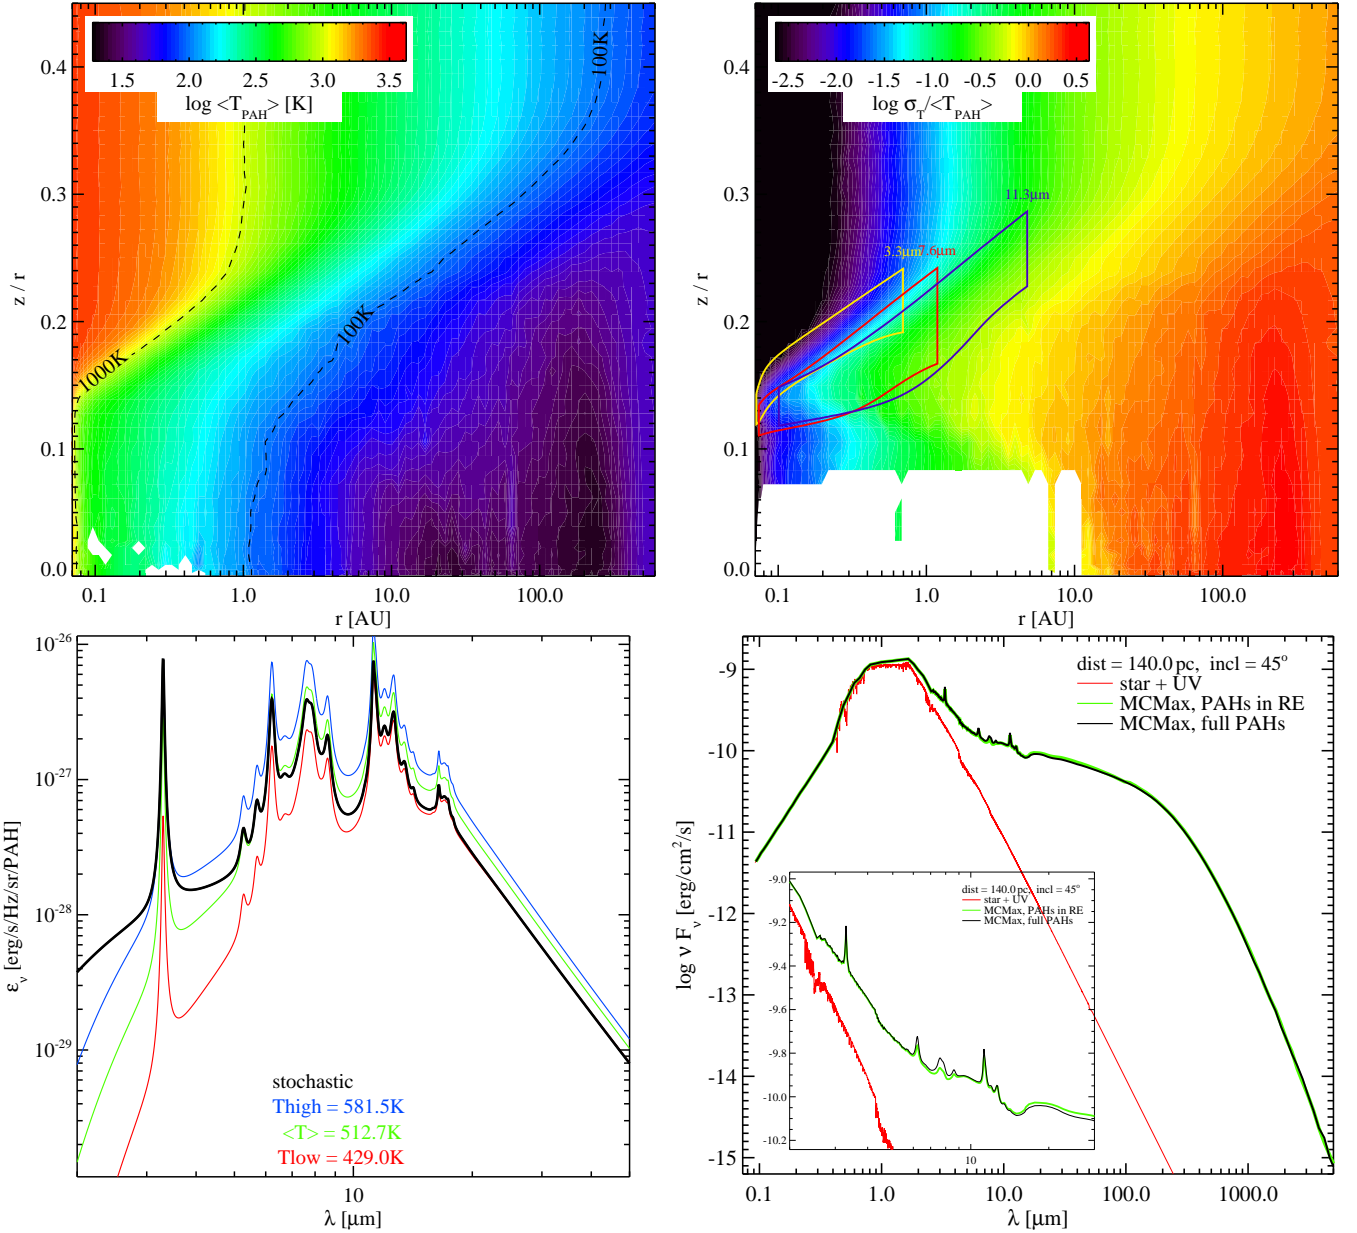 1.5 2.0 2.5 3.0 3.5
log <T_PAH> [K]
0.4
0.3
0.2
0.1
0.0
z / r
100K
100K
1000K
0.1 1.0 10.0 100.0
r [AU]
-2.5 -2.0 -1.5 -1.0 -0.5 0.0 0.5
log σ_T/<T_PAH>
0.4
0.3
0.2
0.1
0.0
z / r
11.3μm
3.3μm
7.6μm
0.1 1.0 10.0 100.0
r [AU]
10^-26
10^-27
10^-28
10^-29
ε_ν [erg/s/Hz/sr/PAH]
stochastic
Thigh = 581.5K
<T> = 512.7K
Tlow = 429.0K
10
λ [μm]
-9
-10
-11
-12
-13
-14
-15
log ν F_ν [erg/cm²/s]
dist = 140.0 pc, incl = 45°
star + UV
MCMax, PAHs in RE
MCMax, full PAHs
-9.0
-9.2
-9.4
-9.6
-9.8
-10.0
-10.2
dist = 140.0 pc, incl = 45°
star + UV
MCMax, PAHs in RE
MCMax, full PAHs
10
0.1 1.0 10.0 100.0 1000.0
λ [μm]